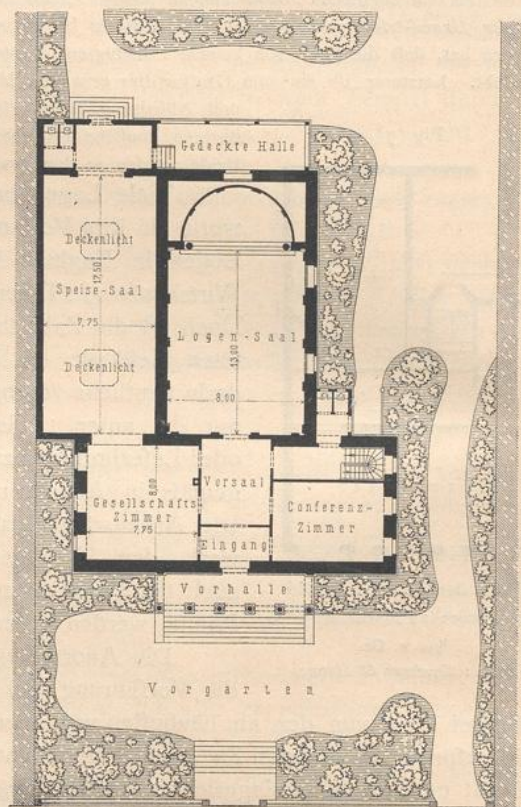 Gedeckte Halle
Deckenlicht
17,50
Speise-Saal
7,75
Deckenlicht
Logen-Saal
13,00
8,60
Vorsaal
8,00
Gesellschafts
Zimmer
7,75
Conferenz-
Zimmer
Eingang
Vorhalle
Vorgarten